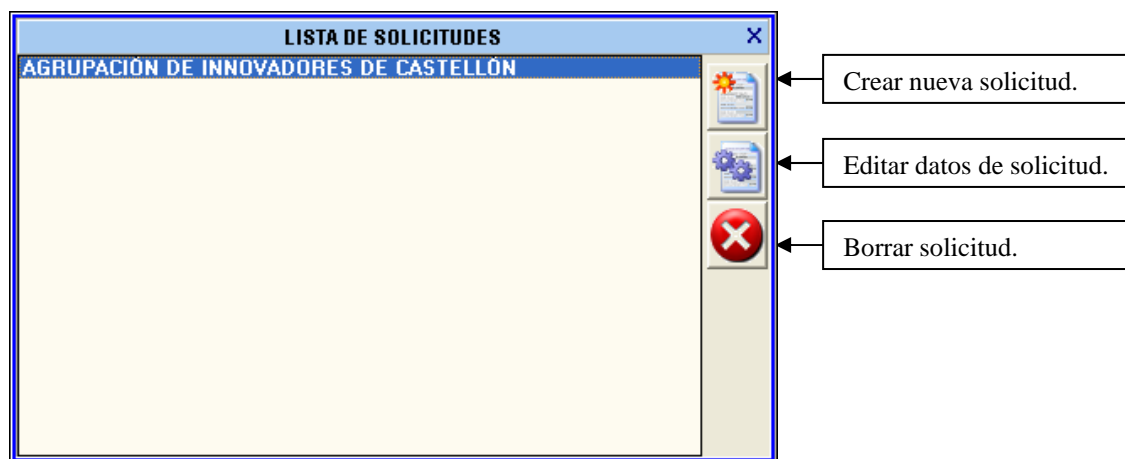 LISTA DE SOLICITUDES X
AGRUPACIÓN DE INNOVADORES DE CASTELLÓN
Crear nueva solicitud.
Editar datos de solicitud.
Borrar solicitud.